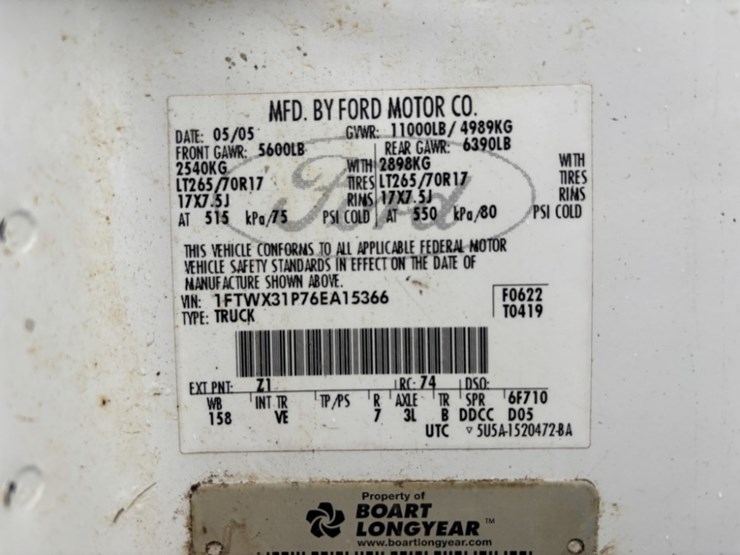 MFD. BY FORD MOTOR CO.
DATE: 05/05 GVWR: 11000LB/ 4989KG
FRONT GAWR: 5600LB REAR GAWR: 6390LB
2540KG WITH 2898KG WITH
LT265/70R17 TIRES LT265/70R17 TIRES
17X7.5J RIMS 17X7.5J RIMS
AT 515 kPa/75 PSI COLD AT 550 kPa/80 PSI COLD
Ford
THIS VEHICLE CONFORMS TO ALL APPLICABLE FEDERAL MOTOR
VEHICLE SAFETY STANDARDS IN EFFECT ON THE DATE OF
MANUFACTURE SHOWN ABOVE.
VIN: 1FTWX31P76EA15366 F0622
TYPE: TRUCK T0419
EXT PNT: Z1 RC: 74 DSO:
WB INT TR TP/PS R AXLE TR SPR 6F710
158 VE 7 3L B DDCC D05
UTC ▽5U5A-1520472-BA
Property of
BOART
LONGYEAR™
www.boartlongyear.com